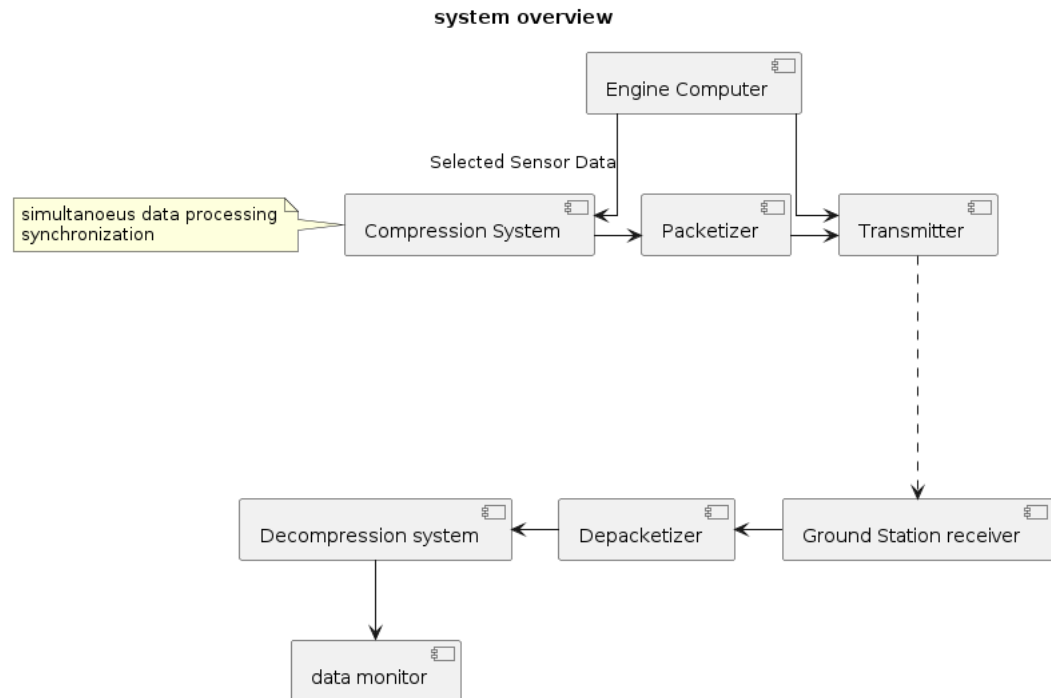 system overview
Engine Computer
Selected Sensor Data
simultanoeus data processing
synchronization
Compression System
Packetizer
Transmitter
Decompression system
Depacketizer
Ground Station receiver
data monitor